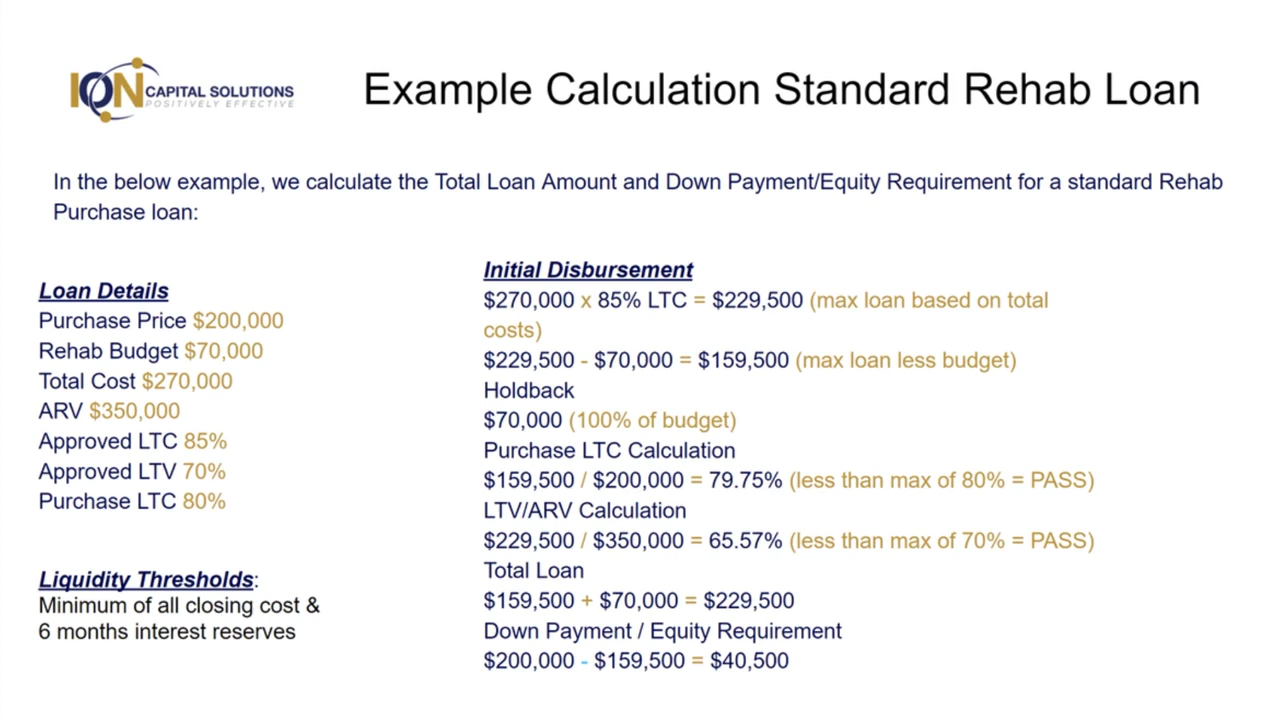 ION CAPITAL SOLUTIONS
POSITIVELY EFFECTIVE
Example Calculation Standard Rehab Loan
In the below example, we calculate the Total Loan Amount and Down Payment/Equity Requirement for a standard Rehab
Purchase loan:
Loan Details
Purchase Price $200,000
Rehab Budget $70,000
Total Cost $270,000
ARV $350,000
Approved LTC 85%
Approved LTV 70%
Purchase LTC 80%
Liquidity Thresholds:
Minimum of all closing cost &
6 months interest reserves
Initial Disbursement
$270,000 x 85% LTC = $229,500 (max loan based on total
costs)
$229,500 - $70,000 = $159,500 (max loan less budget)
Holdback
$70,000 (100% of budget)
Purchase LTC Calculation
$159,500 / $200,000 = 79.75% (less than max of 80% = PASS)
LTV/ARV Calculation
$229,500 / $350,000 = 65.57% (less than max of 70% = PASS)
Total Loan
$159,500 + $70,000 = $229,500
Down Payment / Equity Requirement
$200,000 - $159,500 = $40,500